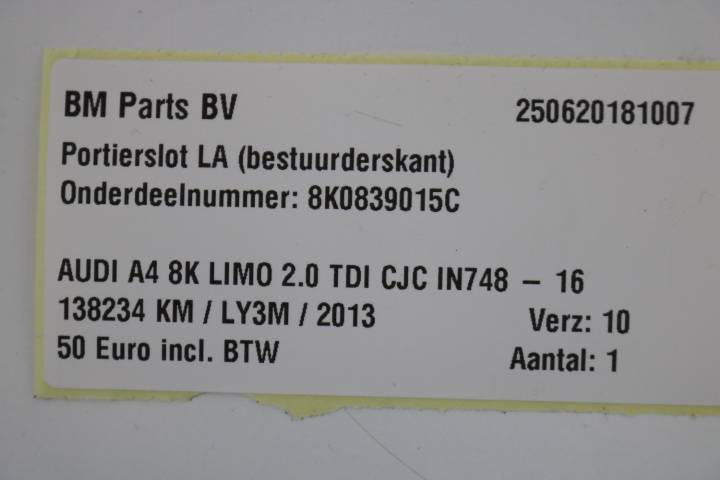 BM Parts BV 250620181007
Portierslot LA (bestuurderskant)
Onderdeelnummer: 8K0839015C
AUDI A4 8K LIMO 2.0 TDI CJC IN748 – 16
138234 KM / LY3M / 2013 Verz: 10
50 Euro incl. BTW Aantal: 1